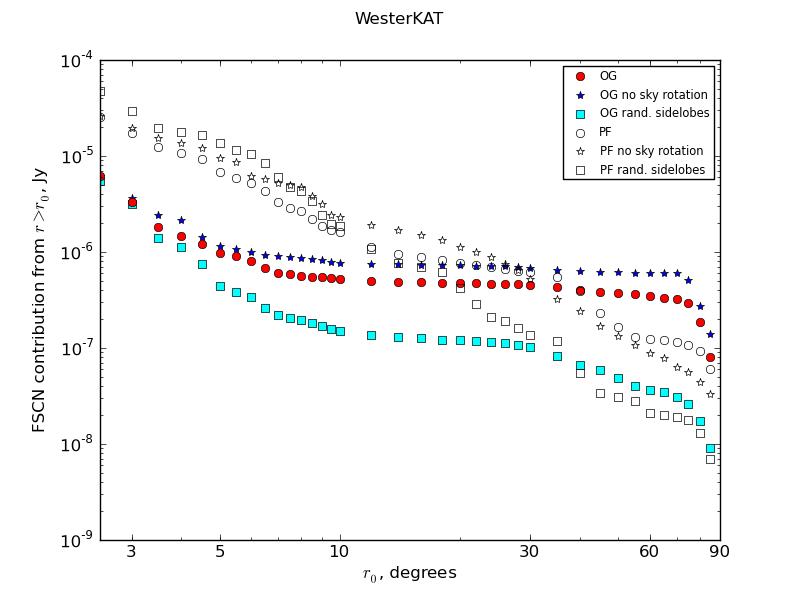 WesterKAT
10⁻⁴
10⁻⁵
10⁻⁶
10⁻⁷
10⁻⁸
10⁻⁹
FSCN contribution from r >r₀, Jy
OG
OG no sky rotation
OG rand. sidelobes
PF
PF no sky rotation
PF rand. sidelobes
3 5 10 30 60 90
r₀, degrees